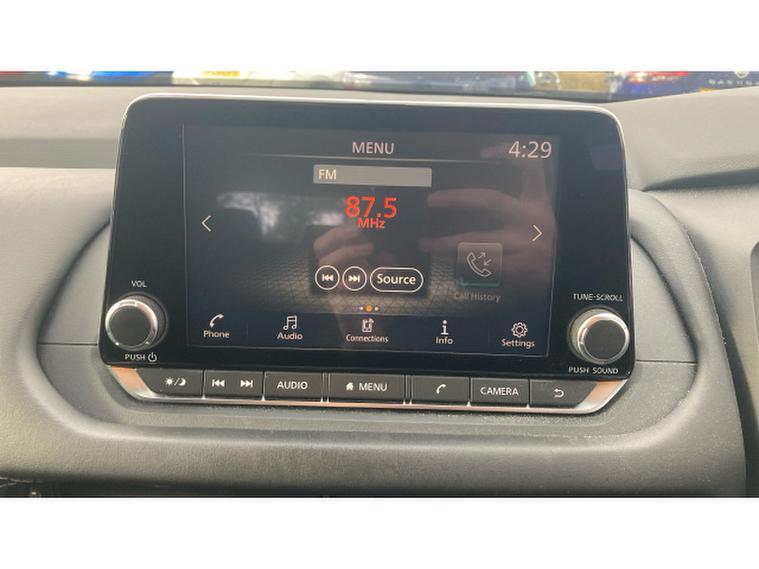 MENU 4:29
FM
87.5
MHz
Source
Call History
Phone Audio Connections Info Settings
VOL
PUSH
TUNE-SCROLL
PUSH SOUND
AUDIO MENU CAMERA